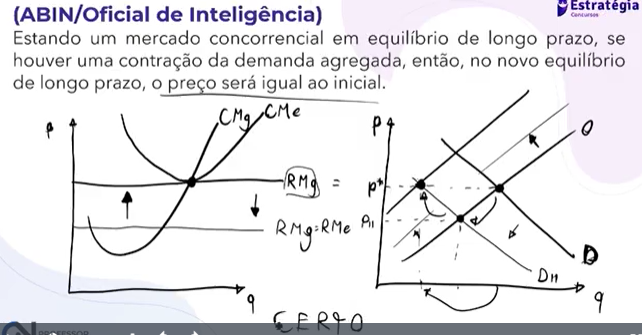 (ABIN/Oficial de Inteligência)
Estratégia
Concursos
Estando um mercado concorrencial em equilíbrio de longo prazo, se
houver uma contração da demanda agregada, então, no novo equilíbrio
de longo prazo, o preço será igual ao inicial.
P
CMg
CMe
RMg =
RMg=RMe
q
P
P*
O
D
D11
q
CERTO
PROFESSOR